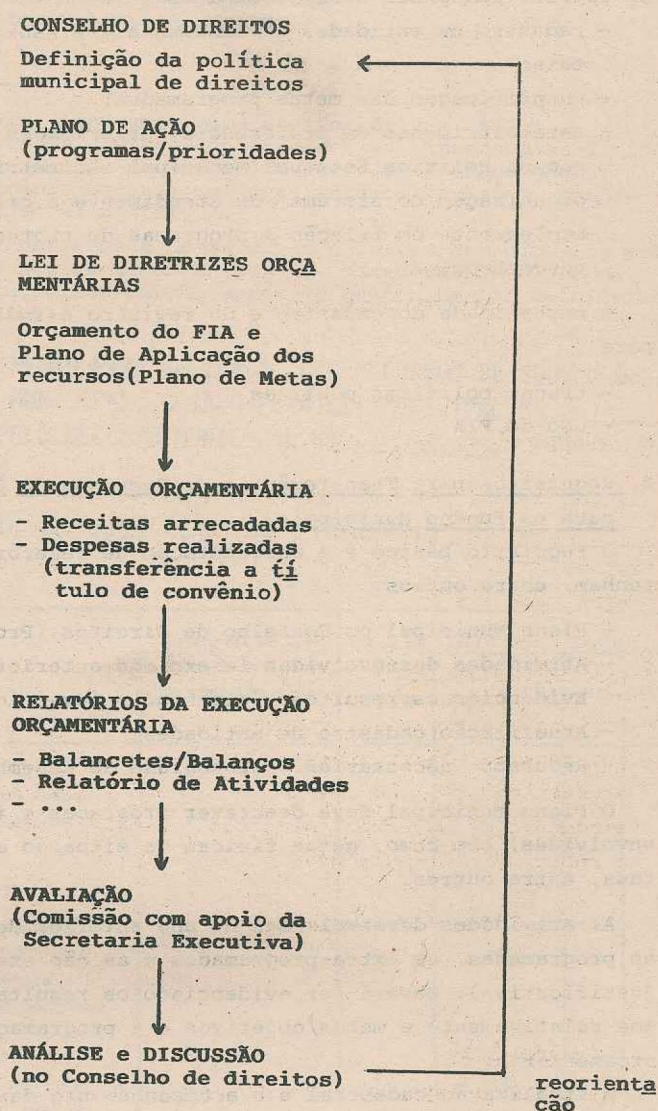 CONSELHO DE DIREITOS
Definição da política
municipal de direitos
PLANO DE AÇÃO
(programas/prioridades)
LEI DE DIRETRIZES ORÇA
MENTÁRIAS
Orçamento do FIA e
Plano de Aplicação dos
recursos(Plano de Metas)
EXECUÇÃO ORÇAMENTÁRIA
- Receitas arrecadadas
- Despesas realizadas
(transferência a tí
tulo de convênio)
RELATÓRIOS DA EXECUÇÃO
ORÇAMENTÁRIA
- Balancetes/Balanços
- Relatório de Atividades
- ...
AVALIAÇÃO
(Comissão com apoio da
Secretaria Executiva)
ANÁLISE e DISCUSSÃO
(no Conselho de direitos)
reorienta
ção